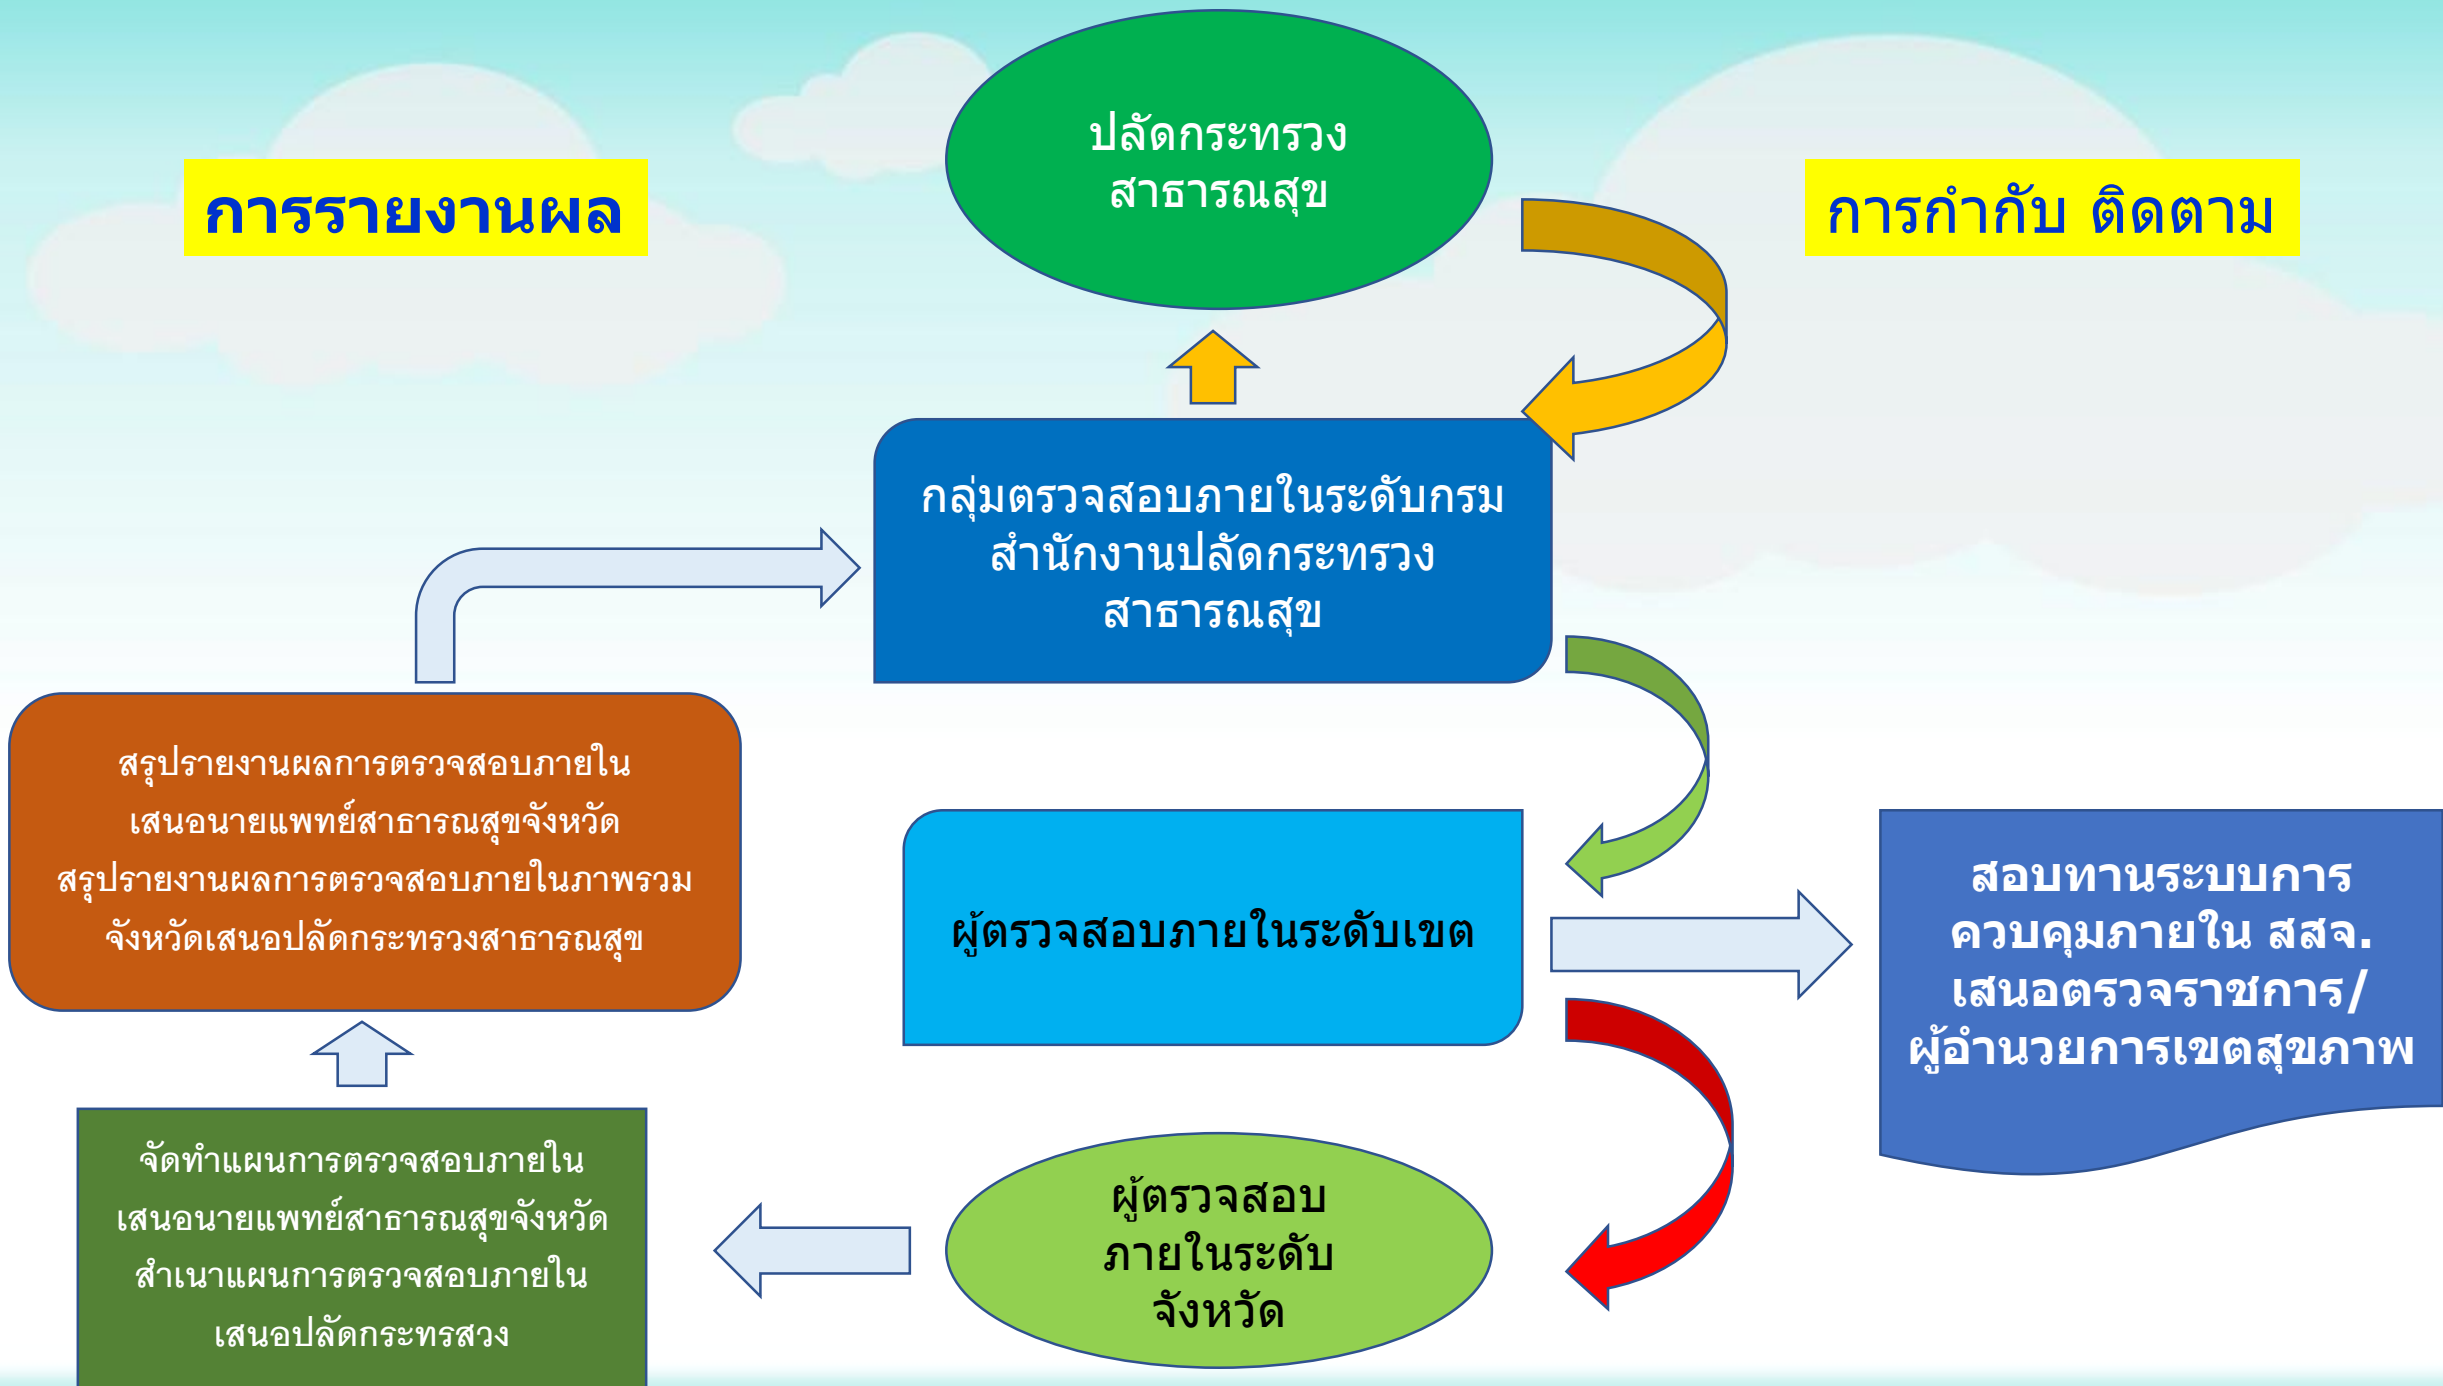 ปลัดกระทรวง
สาธารณสุข
การรายงานผล
การกำกับ ติดตาม
กลุ่มตรวจสอบภายในระดับกรม
สำนักงานปลัดกระทรวง
สาธารณสุข
สรุปรายงานผลการตรวจสอบภายใน
เสนอนายแพทย์สาธารณสุขจังหวัด
สรุปรายงานผลการตรวจสอบภายในภาพรวม
จังหวัดเสนอปลัดกระทรวงสาธารณสุข
ผู้ตรวจสอบภายในระดับเขต
สอบทานระบบการ
ควบคุมภายใน สสจ.
เสนอตรวจราชการ/
ผู้อำนวยการเขตสุขภาพ
จัดทำแผนการตรวจสอบภายใน
เสนอนายแพทย์สาธารณสุขจังหวัด
สำเนาแผนการตรวจสอบภายใน
เสนอปลัดกระทรสวง
ผู้ตรวจสอบ
ภายในระดับ
จังหวัด